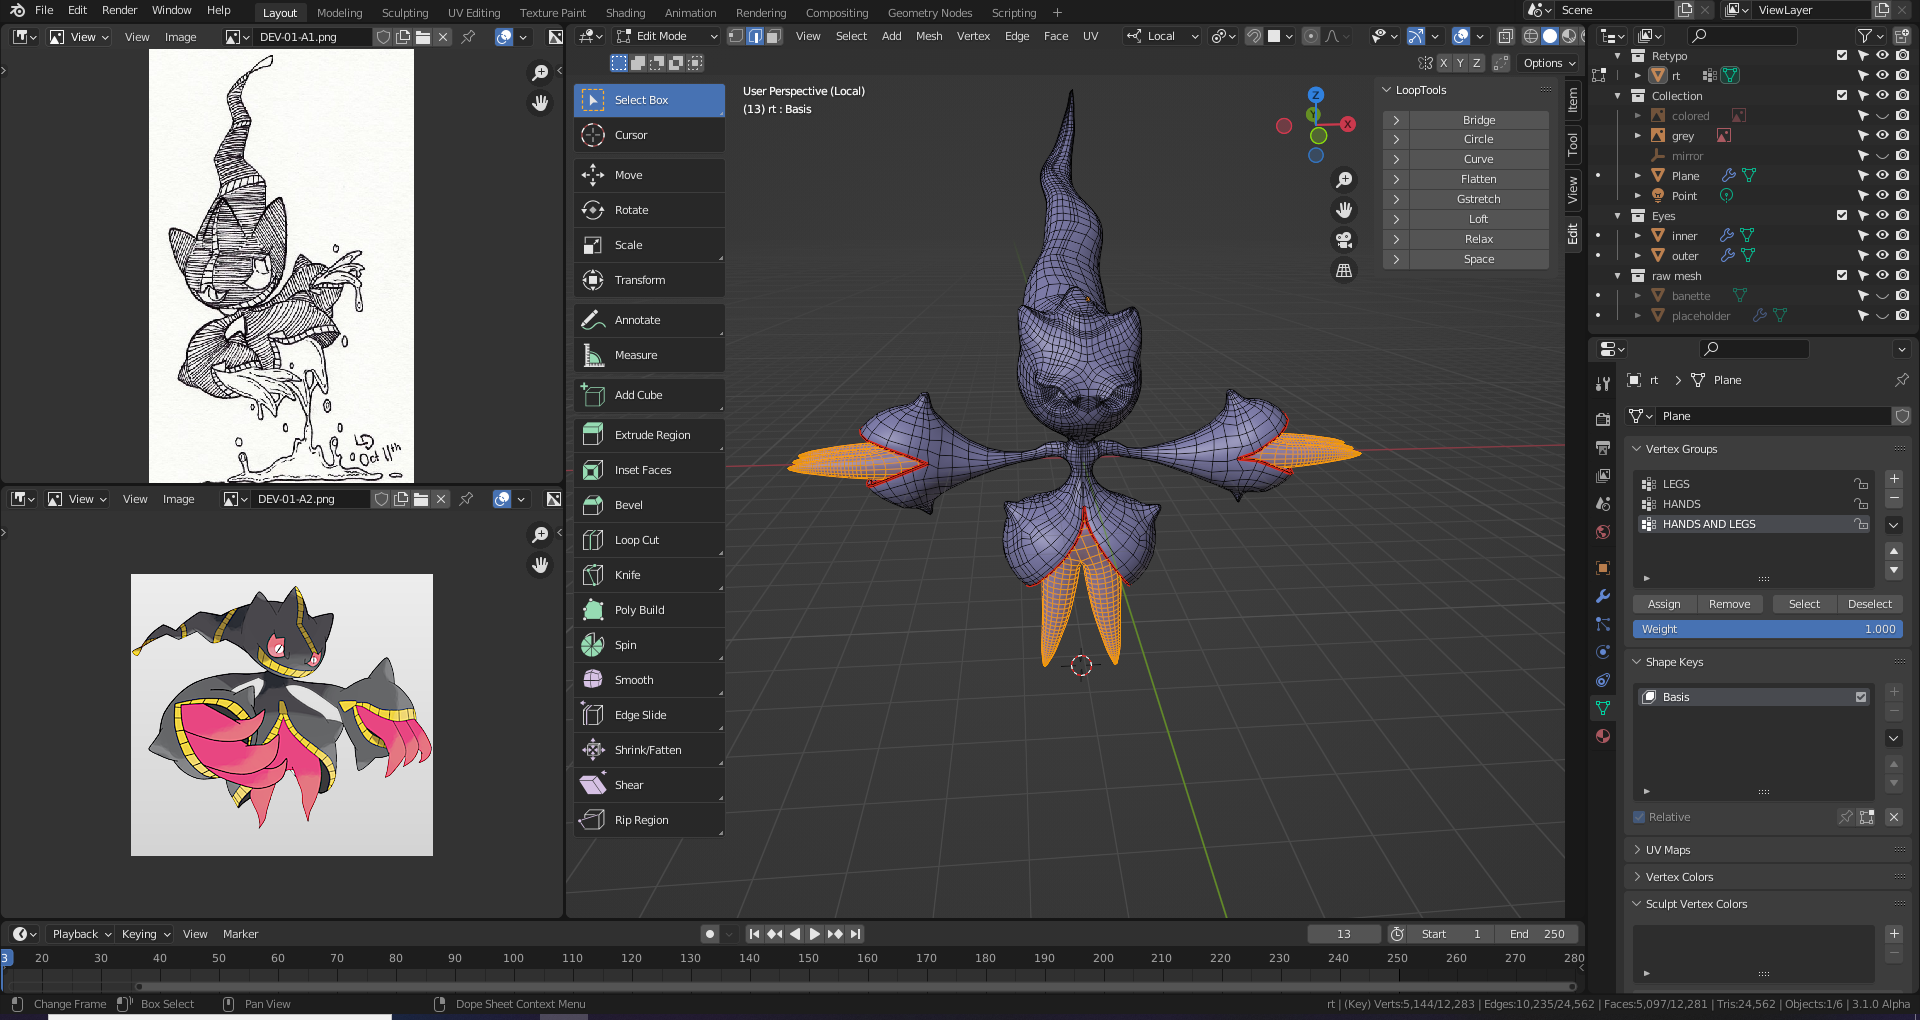 File Edit Render Window Help Layout Modeling Sculpting UV Editing Texture Paint Shading Animation Rendering Compositing Geometry Nodes Scripting + Scene ViewLayer
View View Image DEV-01-A1.png
Oct 11th
View View Image DEV-01-A2.png
Edit Mode View Select Add Mesh Vertex Edge Face UV Local
X Y Z Options
Select Box
Cursor
Move
Rotate
Scale
Transform
Annotate
Measure
Add Cube
Extrude Region
Inset Faces
Bevel
Loop Cut
Knife
Poly Build
Spin
Smooth
Edge Slide
Shrink/Fatten
Shear
Rip Region
User Perspective (Local)
(13) rt : Basis
Z
Y
X
LoopTools
Bridge
Circle
Curve
Flatten
Gstretch
Loft
Relax
Space
Item
Tool
View
Edit
Retypo
rt
Collection
colored
grey
mirror
Plane
Point
Eyes
inner
outer
raw mesh
banette
placeholder
rt > Plane
Plane
Vertex Groups
LEGS
HANDS
HANDS AND LEGS
Assign Remove Select Deselect
Weight 1.000
Shape Keys
Basis
Relative
UV Maps
Vertex Colors
Sculpt Vertex Colors
Playback Keying View Marker 13 Start 1 End 250
3 20 30 40 50 60 70 80 90 100 110 120 130 140 150 160 170 180 190 200 210 220 230 240 250 260 270 280
Change Frame Box Select Pan View Dope Sheet Context Menu rt | (Key) Verts:5,144/12,283 | Edges:10,235/24,562 | Faces:5,097/12,281 | Tris:24,562 | Objects:1/6 | 3.1.0 Alpha